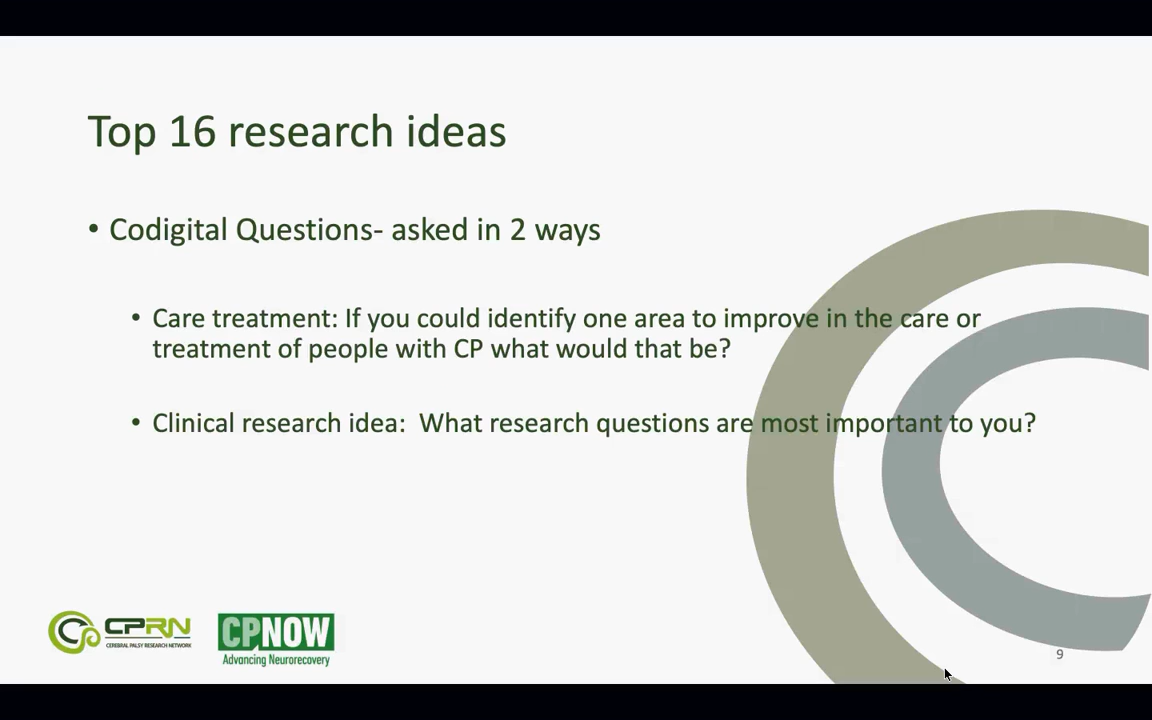 Top 16 research ideas
• Codigital Questions- asked in 2 ways
• Care treatment: If you could identify one area to improve in the care or
treatment of people with CP what would that be?
• Clinical research idea:  What research questions are most important to you?
CPRN
CEREBRAL PALSY RESEARCH NETWORK
CPNOW
Advancing Neurorecovery
9